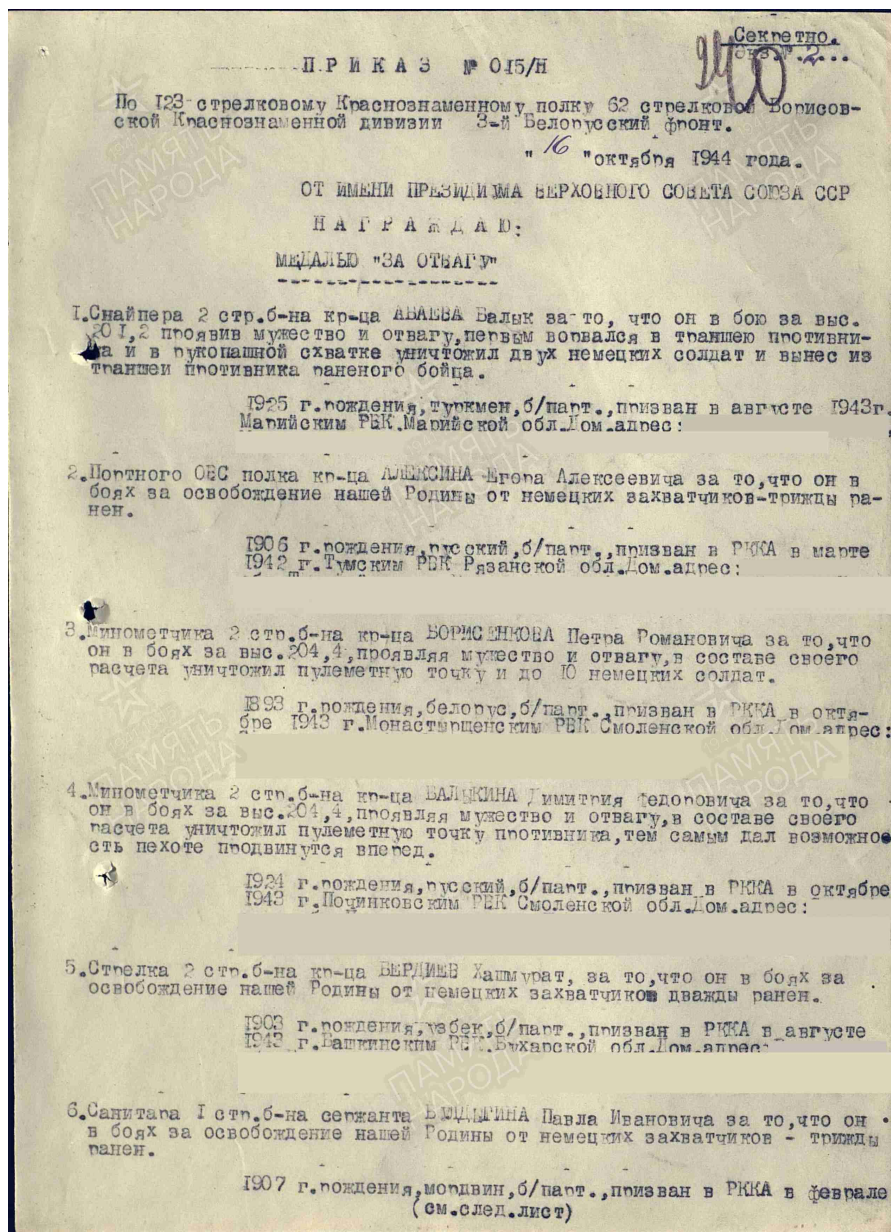 Секретно.
Экз.№.2...
240
ПРИКАЗ № 015/Н
По 123 стрелковому Краснознаменному полку 62 стрелковой Борисов-
ской Краснознаменной дивизии 3-й Белорусский фронт.
" 16 "октября 1944 года.
ОТ ИМЕНИ ПРЕЗИДИУМА ВЕРХОВНОГО СОВЕТА СОЮЗА ССР
НАГРАЖДАЮ:
МЕДАЛЬЮ "ЗА ОТВАГУ"
1.Снайпера 2 стр.б-на кр-ца АБАЕВА Балык за то, что он в бою за выс.
201,2 проявив мужество и отвагу,первым ворвался в траншею противни-
ка и в рукопашной схватке уничтожил двух немецких солдат и вынес из
траншеи противника раненого бойца.
1925 г.рождения,туркмен,б/парт.,призван в августе 1943г.
Марийским РВК.Марийской обл.Дом.адрес:
2.Портного ОВС полка кр-ца АЛЕКСИНА Егора Алексеевича за то,что он в
боях за освобождение нашей Родины от немецких захватчиков-трижды ра-
нен.
1906 г.рождения,русский,б/парт.,призван в РККА в марте
1942 г.Тумским РВК Рязанской обл.Дом.адрес:
3.Минометчика 2 стр.б-на кр-ца БОРИСЕНКОВА Петра Романовича за то,что
он в боях за выс.204,4,проявляя мужество и отвагу,в составе своего
расчета уничтожил пулеметную точку и до 10 немецких солдат.
1893 г.рождения,белорус,б/парт.,призван в РККА в октя-
бре 1943 г.Монастырщенским РВК Смоленской обл.Дом.адрес:
4.Минометчика 2 стр.б-на кр-ца БАЛЫКИНА Димитрия Федоровича за то,что
он в боях за выс.204,4,проявляя мужество и отвагу,в составе своего
расчета уничтожил пулеметную точку противника,тем самым дал возможно
сть пехоте продвинутся вперед.
1924 г.рождения,русский,б/парт.,призван в РККА в октябре
1943 г.Починковским РВК Смоленской обл.Дом.адрес:
5.Стрелка 2 стр.б-на кр-ца БЕРДИЕВ Хашмурат, за то,что он в боях за
освобождение нашей Родины от немецких захватчиков дважды ранен.
1903 г.рождения,узбек,б/парт.,призван в РККА в августе
1943 г.Вашкинским РВК.Бухарской обл.Дом.адрес:
6.Санитара 1 стр.б-на сержанта Павла Ивановича за то,что он
в боях за освобождение нашей Родины от немецких захватчиков - трижды
ранен.
1907 г.рождения,мордвин,б/парт.,призван в РККА в феврале
(см.след.лист)